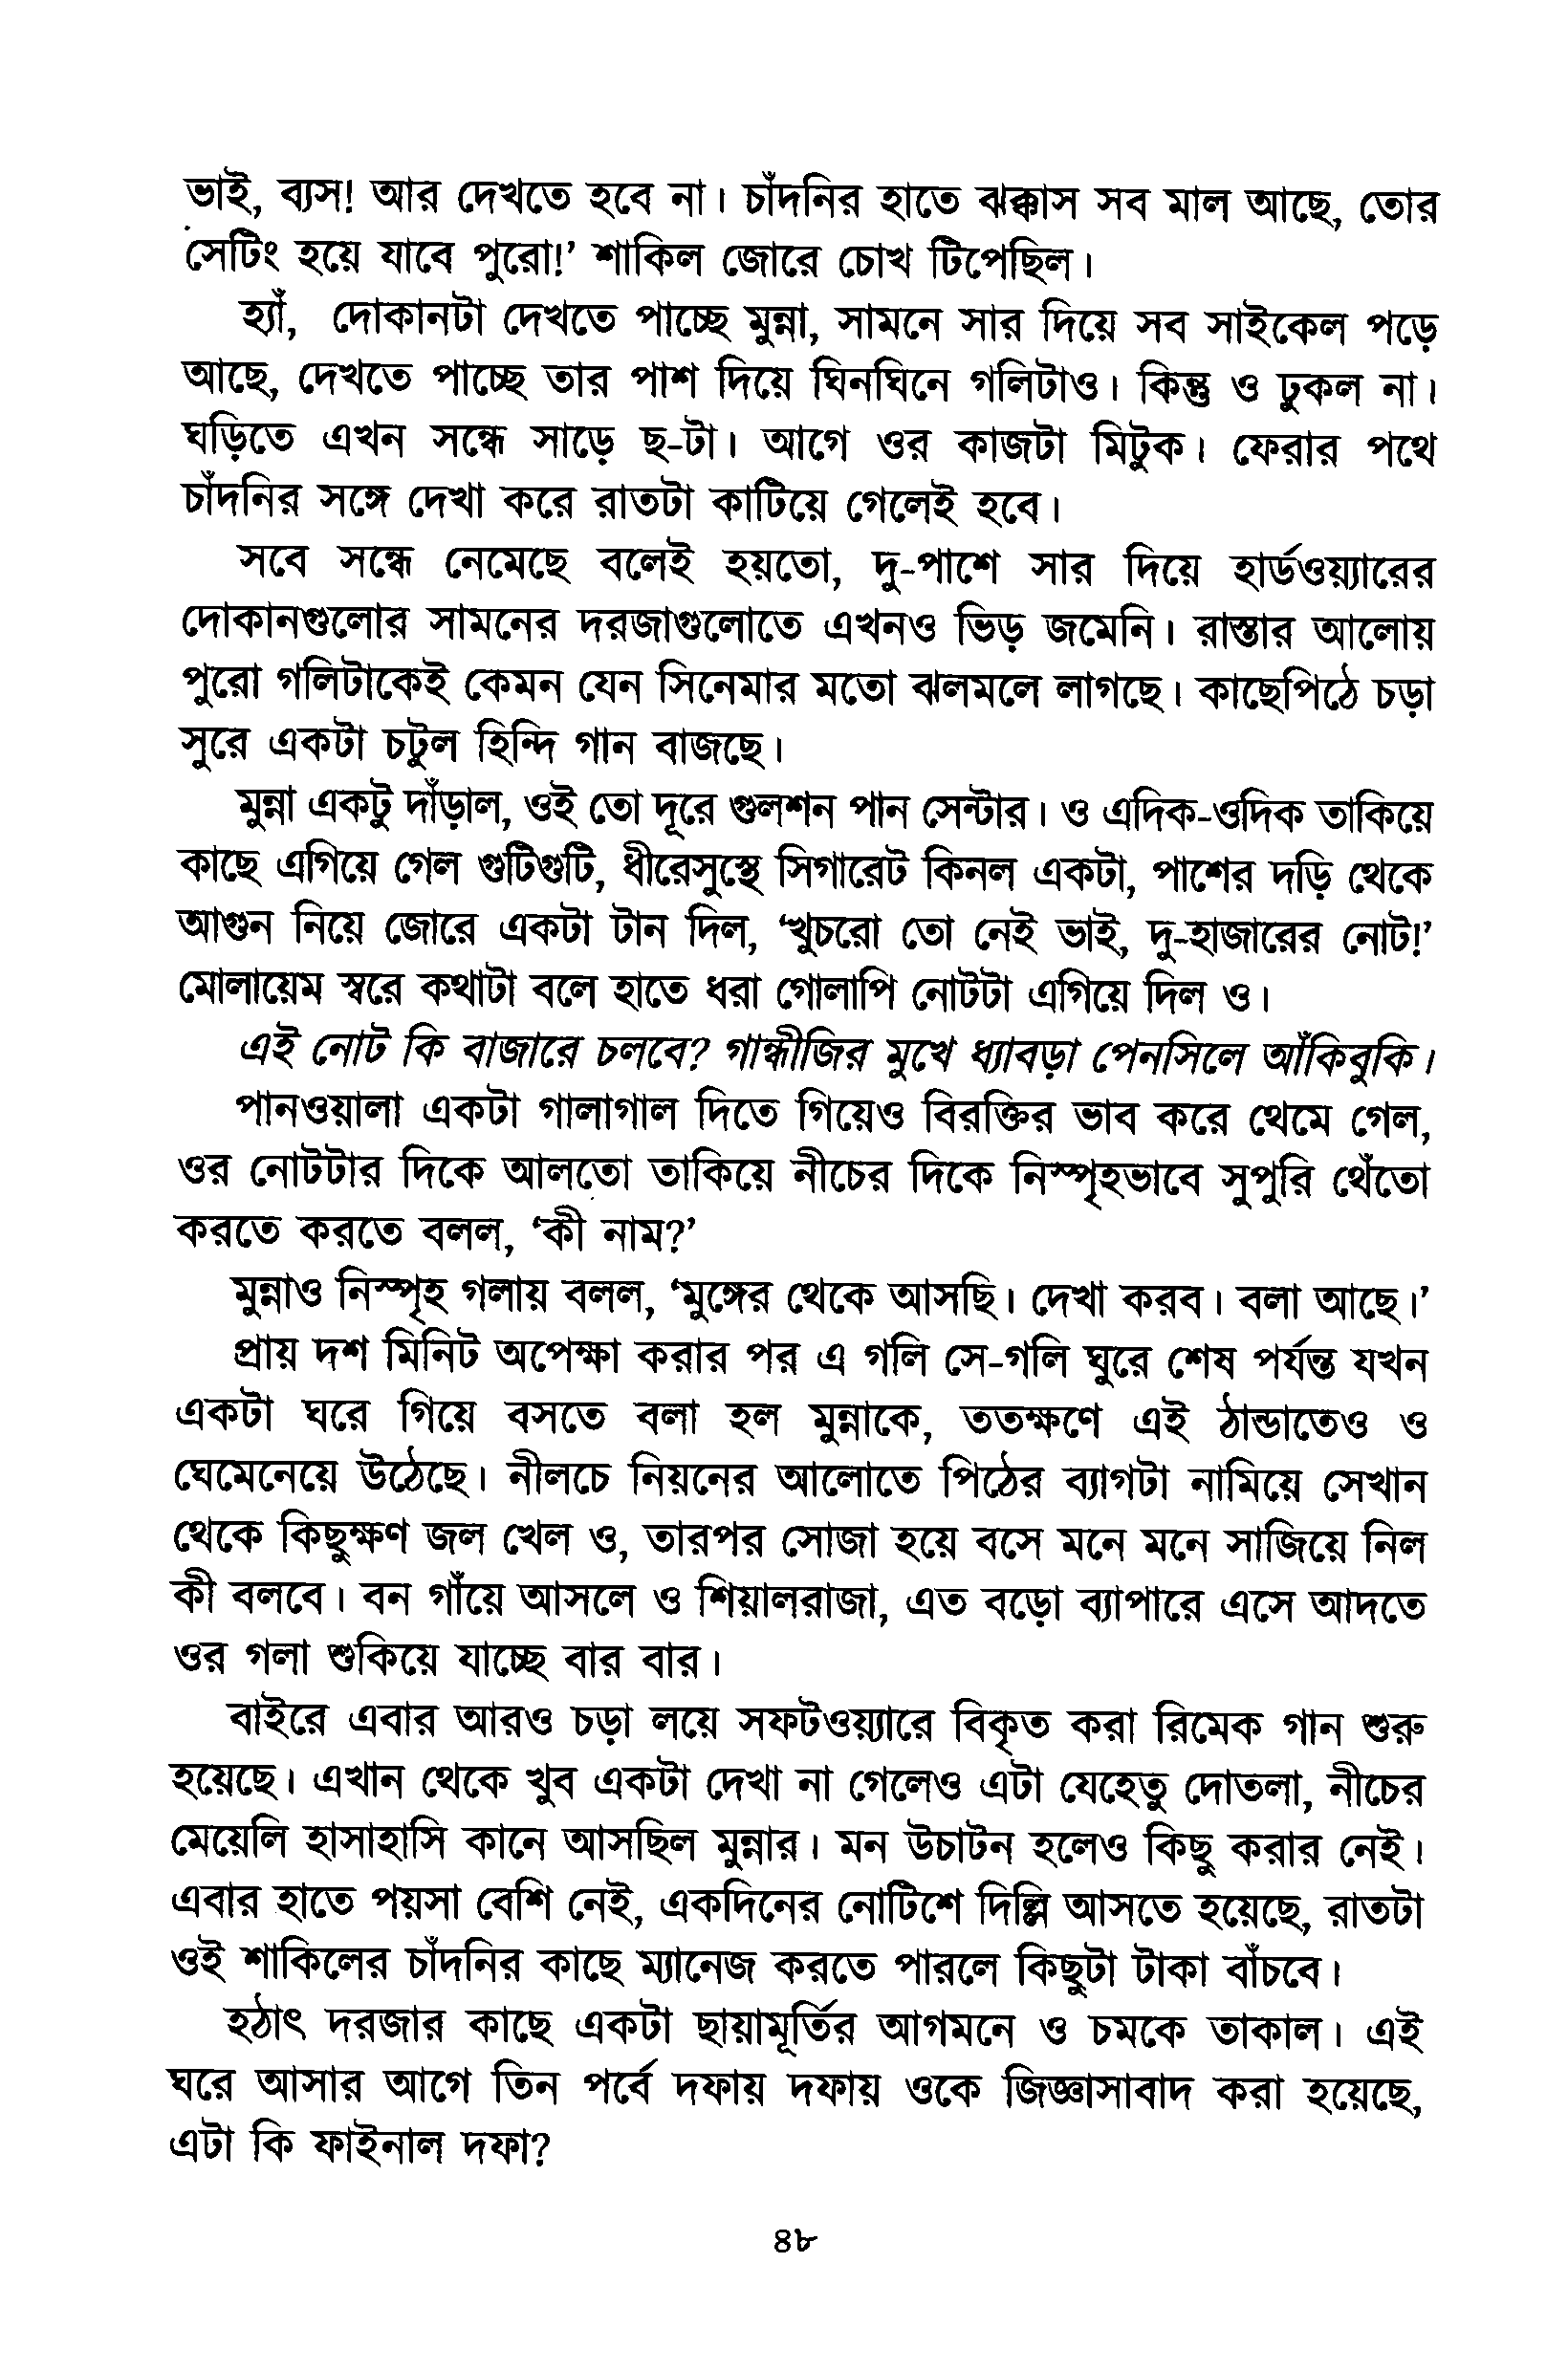 ভাই, ব্যস! আর দেখতে হবে না। চাঁদনির হাতে ঝক্কাস সব মাল আছে, তোর
সেটিং হয়ে যাবে পুরো!’ শাকিল জোরে চোখ টিপেছিল।
হ্যাঁ, দোকানটা দেখতে পাচ্ছে মুন্না, সামনে সার দিয়ে সব সাইকেল পড়ে
আছে, দেখতে পাচ্ছে তার পাশ দিয়ে ঘিনঘিনে গলিটাও। কিন্তু ও ঢুকল না।
ঘড়িতে এখন সন্ধে সাড়ে ছ-টা। আগে ওর কাজটা মিটুক। ফেরার পথে
চাঁদনির সঙ্গে দেখা করে রাতটা কাটিয়ে গেলেই হবে।
সবে সন্ধে নেমেছে বলেই হয়তো, দু-পাশে সার দিয়ে হার্ডওয়্যারের
দোকানগুলোর সামনের দরজাগুলোতে এখনও ভিড় জমেনি। রাস্তার আলোয়
পুরো গলিটাকেই কেমন যেন সিনেমার মতো ঝলমলে লাগছে। কাছেপিঠে চড়া
সুরে একটা চটুল হিন্দি গান বাজছে।
মুন্না একটু দাঁড়াল, ওই তো দূরে গুলশন পান সেন্টার। ও এদিক-ওদিক তাকিয়ে
কাছে এগিয়ে গেল গুটিগুটি, ধীরেসুস্থে সিগারেট কিনল একটা, পাশের দড়ি থেকে
আগুন নিয়ে জোরে একটা টান দিল, ‘খুচরো তো নেই ভাই, দু-হাজারের নোট!’
মোলায়েম স্বরে কথাটা বলে হাতে ধরা গোলাপি নোটটা এগিয়ে দিল ও।
এই নোট কি বাজারে চলবে? গান্ধীজির মুখে ধ্যাবড়া পেনসিলে আঁকিবুকি।
পানওয়ালা একটা গালাগাল দিতে গিয়েও বিরক্তির ভাব করে থেমে গেল,
ওর নোটটার দিকে আলতো তাকিয়ে নীচের দিকে নিস্পৃহভাবে সুপুরি থেঁতো
করতে করতে বলল, ‘কী নাম?’
মুন্নাও নিস্পৃহ গলায় বলল, ‘মুঙ্গের থেকে আসছি। দেখা করব। বলা আছে।’
প্রায় দশ মিনিট অপেক্ষা করার পর এ গলি সে-গলি ঘুরে শেষ পর্যন্ত যখন
একটা ঘরে গিয়ে বসতে বলা হল মুন্নাকে, ততক্ষণে এই ঠান্ডাতেও ও
ঘেমেনেয়ে উঠেছে। নীলচে নিয়নের আলোতে পিঠের ব্যাগটা নামিয়ে সেখান
থেকে কিছুক্ষণ জল খেল ও, তারপর সোজা হয়ে বসে মনে মনে সাজিয়ে নিল
কী বলবে। বন গাঁয়ে আসলে ও শিয়ালরাজা, এত বড়ো ব্যাপারে এসে আদতে
ওর গলা শুকিয়ে যাচ্ছে বার বার।
বাইরে এবার আরও চড়া লয়ে সফটওয়্যারে বিকৃত করা রিমেক গান শুরু
হয়েছে। এখান থেকে খুব একটা দেখা না গেলেও এটা যেহেতু দোতলা, নীচের
মেয়েলি হাসাহাসি কানে আসছিল মুন্নার। মন উচাটন হলেও কিছু করার নেই।
এবার হাতে পয়সা বেশি নেই, একদিনের নোটিশে দিল্লি আসতে হয়েছে, রাতটা
ওই শাকিলের চাঁদনির কাছে ম্যানেজ করতে পারলে কিছুটা টাকা বাঁচবে।
হঠাৎ দরজার কাছে একটা ছায়ামূর্তির আগমনে ও চমকে তাকাল। এই
ঘরে আসার আগে তিন পর্বে দফায় দফায় ওকে জিজ্ঞাসাবাদ করা হয়েছে,
এটা কি ফাইনাল দফা?
৪৮